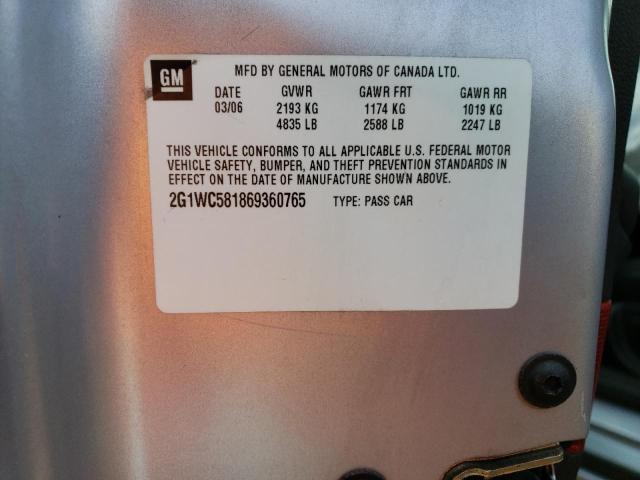 GM
MFD BY GENERAL MOTORS OF CANADA LTD.
DATE GVWR GAWR FRT GAWR RR
03/06 2193 KG 1174 KG 1019 KG
4835 LB 2588 LB 2247 LB
THIS VEHICLE CONFORMS TO ALL APPLICABLE U.S. FEDERAL MOTOR
VEHICLE SAFETY, BUMPER, AND THEFT PREVENTION STANDARDS IN
EFFECT ON THE DATE OF MANUFACTURE SHOWN ABOVE.
2G1WC581869360765 TYPE: PASS CAR